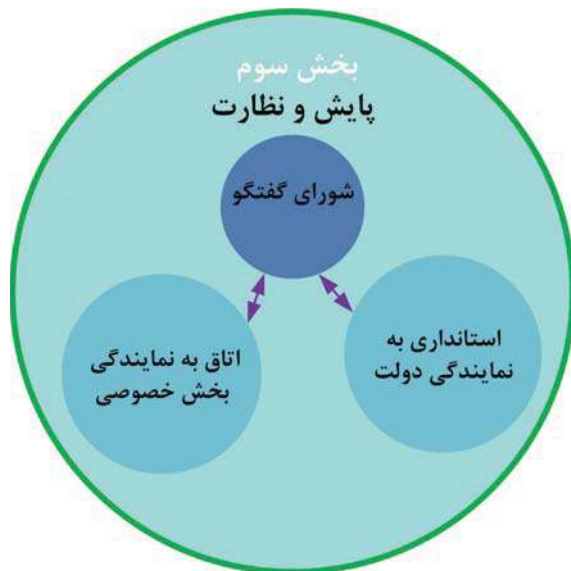 بخش سوم
پایش و نظارت
شورای گفتگو
استانداری به
نمایندگی دولت
اتاق به نمایندگی
بخش خصوصی